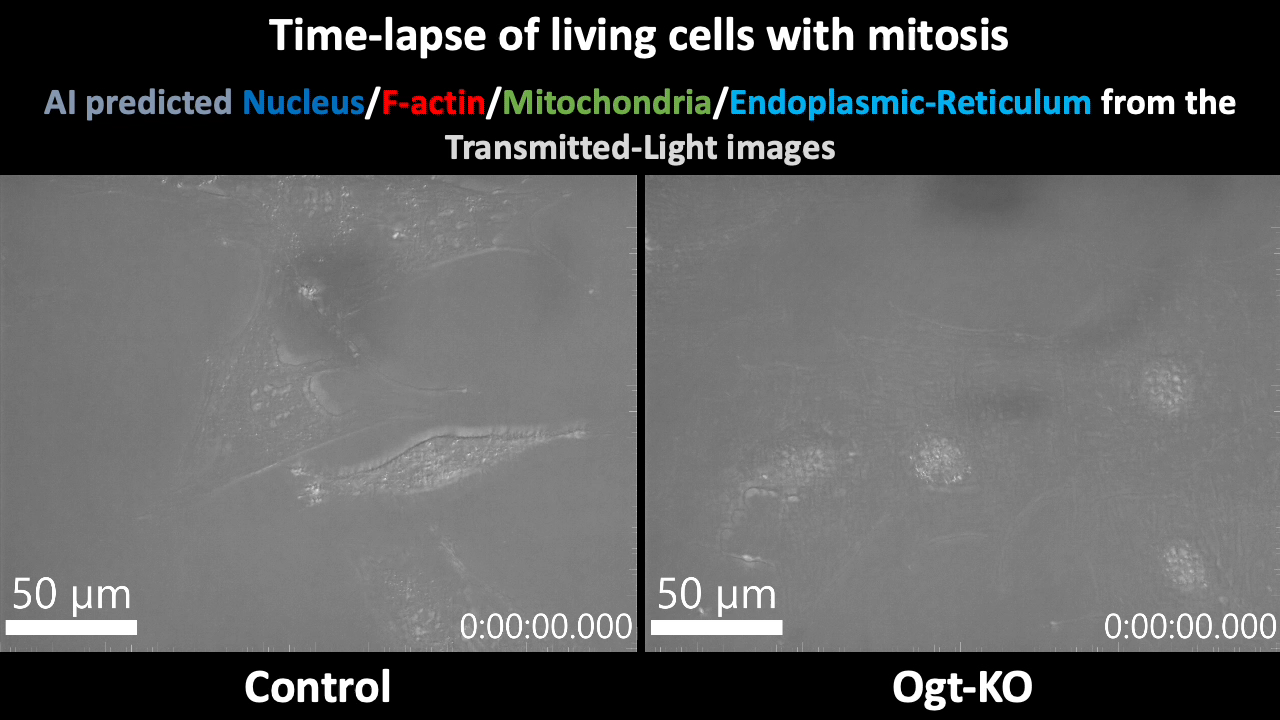 Time-lapse of living cells with mitosis
AI predicted Nucleus/F-actin/Mitochondria/Endoplasmic-Reticulum from the
Transmitted-Light images
50 µm
0:00:00.000
50 µm
0:00:00.000
Control
Ogt-KO